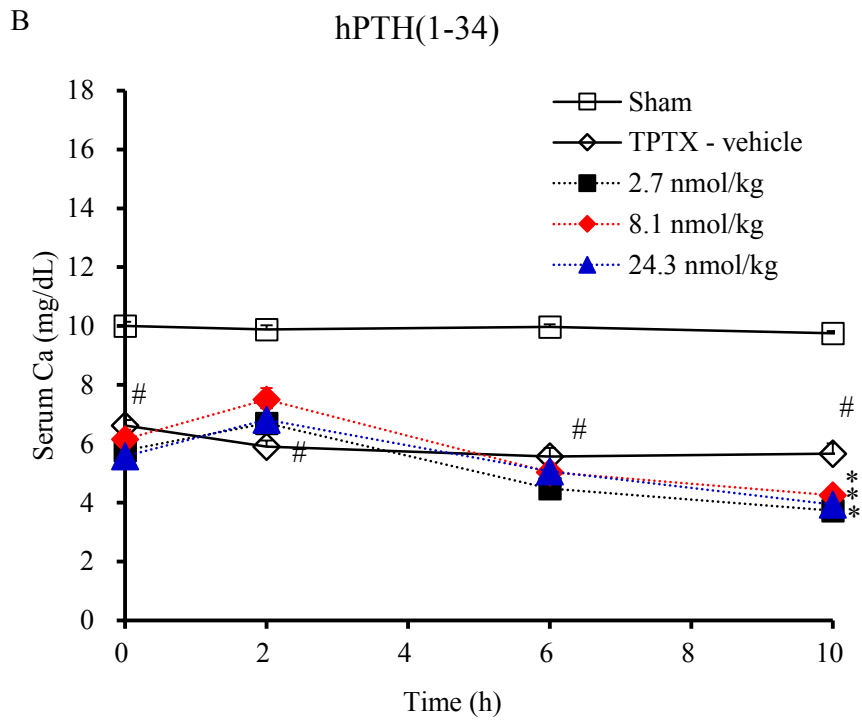 B
hPTH(1-34)
18
16
14
12
10
8
6
4
2
0
Serum Ca (mg/dL)
Sham
TPTX - vehicle
2.7 nmol/kg
8.1 nmol/kg
24.3 nmol/kg
#
#
#
#
*
*
*
0
2
4
6
8
10
Time (h)